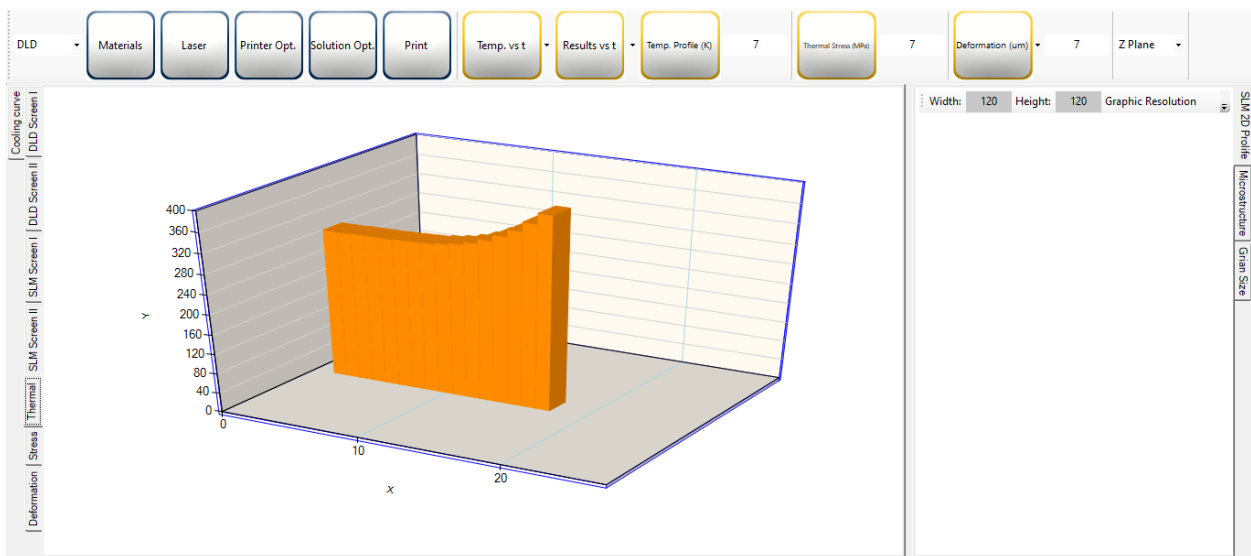 DLD
Materials
Laser
Printer Opt.
Solution Opt.
Print
Temp. vs t
Results vs t
Temp. Profile (K)
7
Thermal Stress (MPa)
7
Deformation (um)
7
Z Plane
Cooling curve
DLD Screen I
DLD Screen II
SLM Screen I
SLM Screen II
Thermal
Stress
Deformation
400
360
320
280
240
200
160
120
80
40
0
Y
0
10
20
X
Width: 120 Height: 120 Graphic Resolution
SLM 2D Prolife
Microstructure
Grian Size